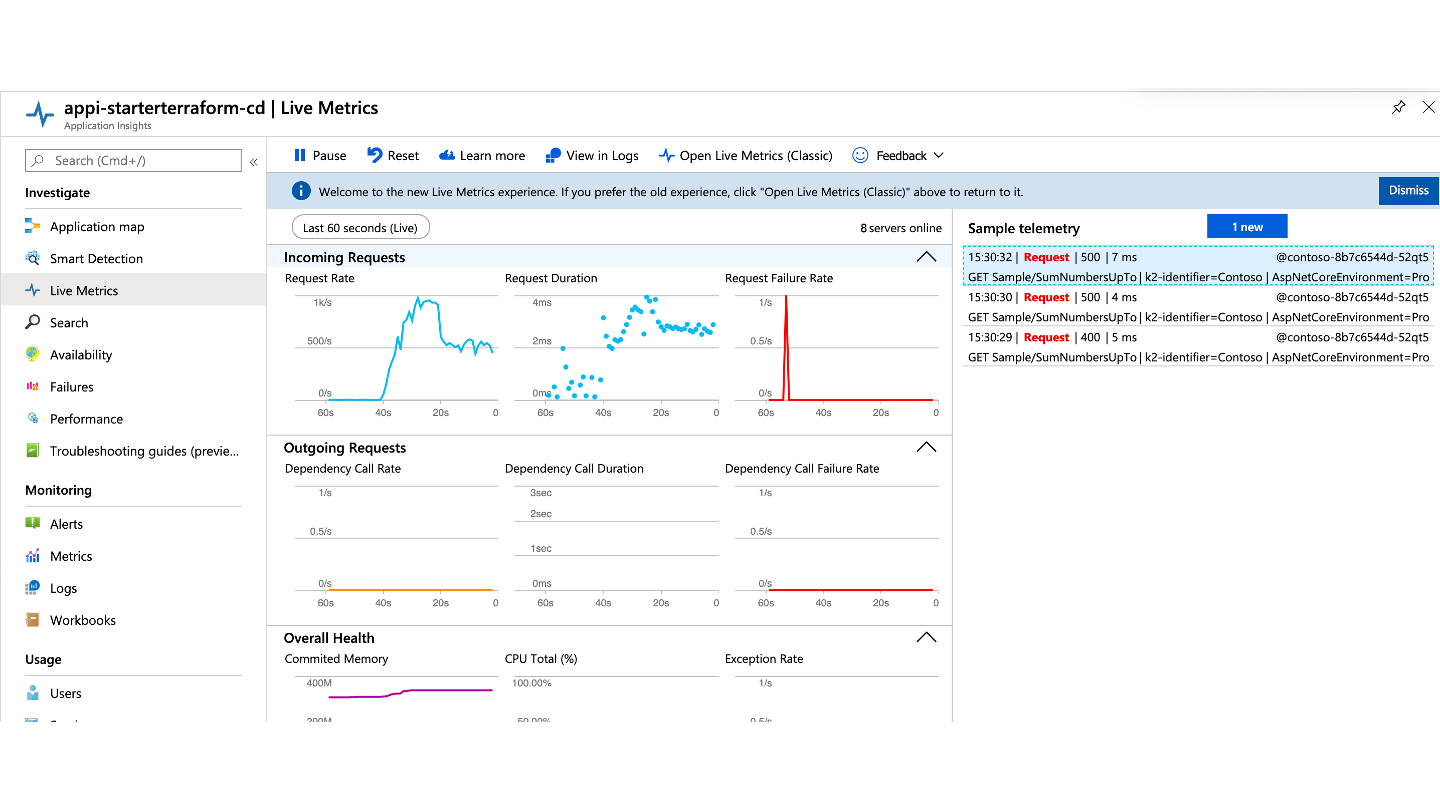 appi-starterterraform-cd | Live Metrics
Application Insights
Search (Cmd+/)
«
Investigate
Application map
Smart Detection
Live Metrics
Search
Availability
Failures
Performance
Troubleshooting guides (previe...
Monitoring
Alerts
Metrics
Logs
Workbooks
Usage
Users
Pause Reset Learn more View in Logs Open Live Metrics (Classic) Feedback
Welcome to the new Live Metrics experience. If you prefer the old experience, click "Open Live Metrics (Classic)" above to return to it.
Dismiss
Last 60 seconds (Live)
8 servers online
Incoming Requests
Request Rate
1k/s
500/s
0/s
60s 40s 20s 0
Request Duration
4ms
2ms
0ms
60s 40s 20s 0
Request Failure Rate
1/s
0.5/s
0/s
60s 40s 20s 0
Outgoing Requests
Dependency Call Rate
1/s
0.5/s
0/s
60s 40s 20s 0
Dependency Call Duration
3sec
2sec
1sec
0ms
60s 40s 20s 0
Dependency Call Failure Rate
1/s
0.5/s
0/s
60s 40s 20s 0
Overall Health
Commited Memory
400M
CPU Total (%)
100.00%
Exception Rate
1/s
Sample telemetry
1 new
15:30:32 | Request | 500 | 7 ms @contoso-8b7c6544d-52qt5
GET Sample/SumNumbersUpTo | k2-identifier=Contoso | AspNetCoreEnvironment=Pro
15:30:30 | Request | 500 | 4 ms @contoso-8b7c6544d-52qt5
GET Sample/SumNumbersUpTo | k2-identifier=Contoso | AspNetCoreEnvironment=Pro
15:30:29 | Request | 400 | 5 ms @contoso-8b7c6544d-52qt5
GET Sample/SumNumbersUpTo | k2-identifier=Contoso | AspNetCoreEnvironment=Pro